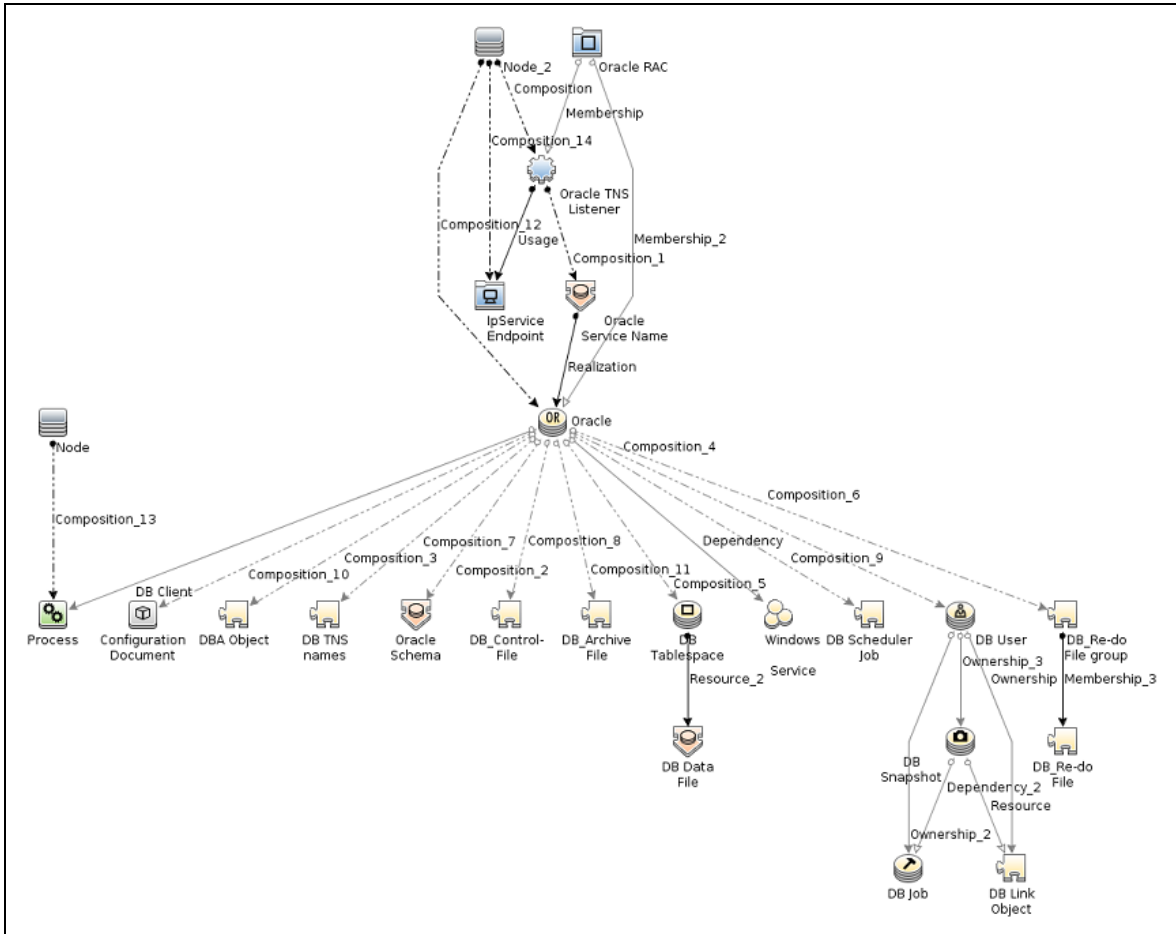 Node_2
Oracle RAC
Composition
Membership
Composition_14
Oracle TNS
Listener
Composition_12
Usage
Membership_2
Composition_1
IpService
Endpoint
Oracle
Service Name
Realization
OR
Oracle
Node
Composition_4
Composition_6
Composition_13
Composition_7
Composition_8
Dependency
Composition_9
Composition_3
Composition_10
Composition_2
Composition_11
Composition_5
DB Client
Process
Configuration
Document
DBA Object
DB TNS
names
Oracle
Schema
DB_Control-
File
DB_Archive
File
DB
Tablespace
Windows
Service
DB Scheduler
Job
DB User
DB_Re-do
File group
Ownership_3
Ownership
Resource_2
Membership_3
DB Data
File
DB
Snapshot
DB_Re-do
File
Dependency_2
Resource
Ownership_2
DB Job
DB Link
Object